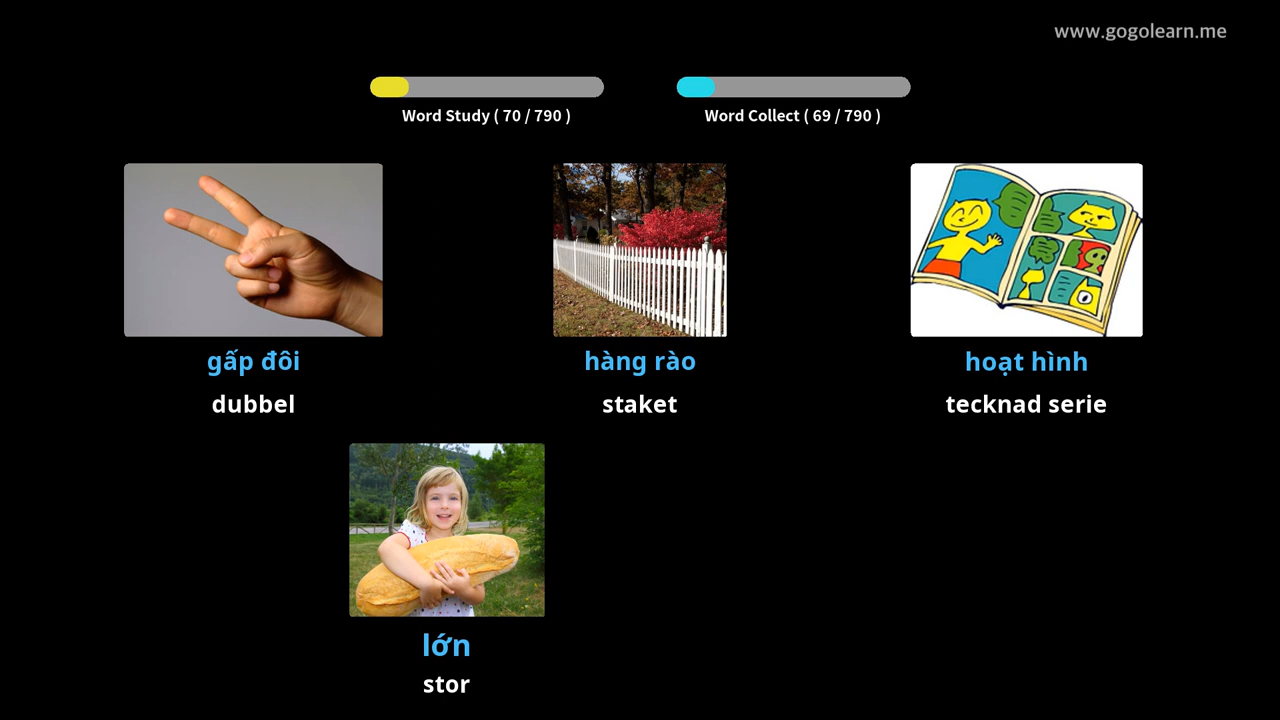 www.gogolearn.me
Word Study ( 70 / 790 )
Word Collect ( 69 / 790 )
gấp đôi
hàng rào
hoạt hình
dubbel
staket
tecknad serie
lớn
stor